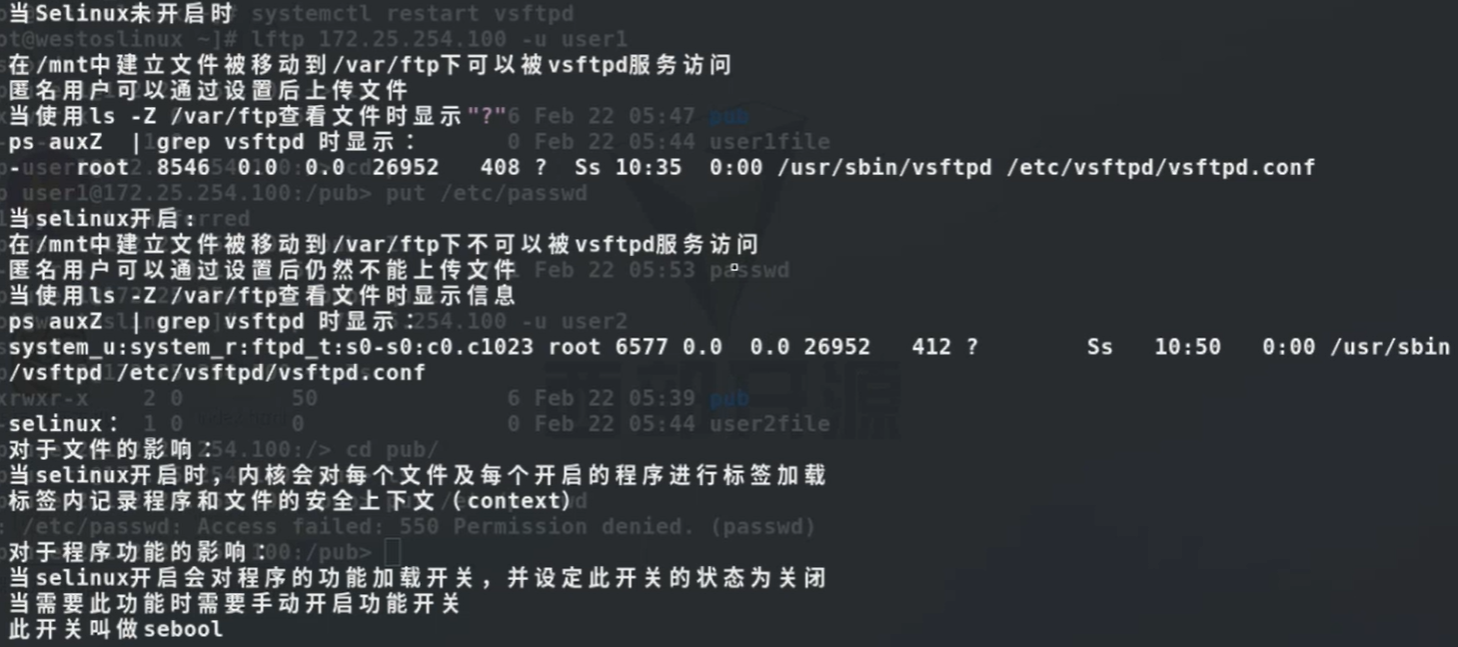 当Selinux未开启时
在/mnt中建立文件被移动到/var/ftp下可以被vsftpd服务访问
匿名用户可以通过设置后上传文件
当使用ls -Z /var/ftp查看文件时显示"?"
ps auxZ | grep vsftpd 时显示：
- root 8546 0.0 0.0 26952 408 ? Ss 10:35 0:00 /usr/sbin/vsftpd /etc/vsftpd/vsftpd.conf
当selinux开启：
在/mnt中建立文件被移动到/var/ftp下不可以被vsftpd服务访问
匿名用户可以通过设置后仍然不能上传文件
当使用ls -Z /var/ftp查看文件时显示信息
ps auxZ | grep vsftpd 时显示：
system_u:system_r:ftpd_t:s0-s0:c0.c1023 root 6577 0.0 0.0 26952 412 ? Ss 10:50 0:00 /usr/sbin
/vsftpd /etc/vsftpd/vsftpd.conf
selinux：
对于文件的影响：
当selinux开启时，内核会对每个文件及每个开启的程序进行标签加载
标签内记录程序和文件的安全上下文（context）
对于程序功能的影响：
当selinux开启会对程序的功能加载开关，并设定此开关的状态为关闭
当需要此功能时需要手动开启功能开关
此开关叫做sebool